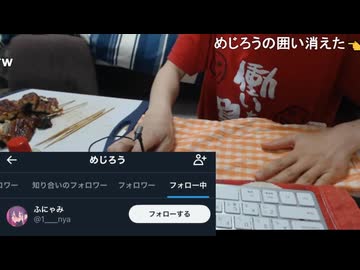 めじろうの囲い消えた👈
w
働い
めじろう
ロワー 知り合いのフォロワー フォロワー フォロー中
ふにゃみ
@1___nya
フォローする